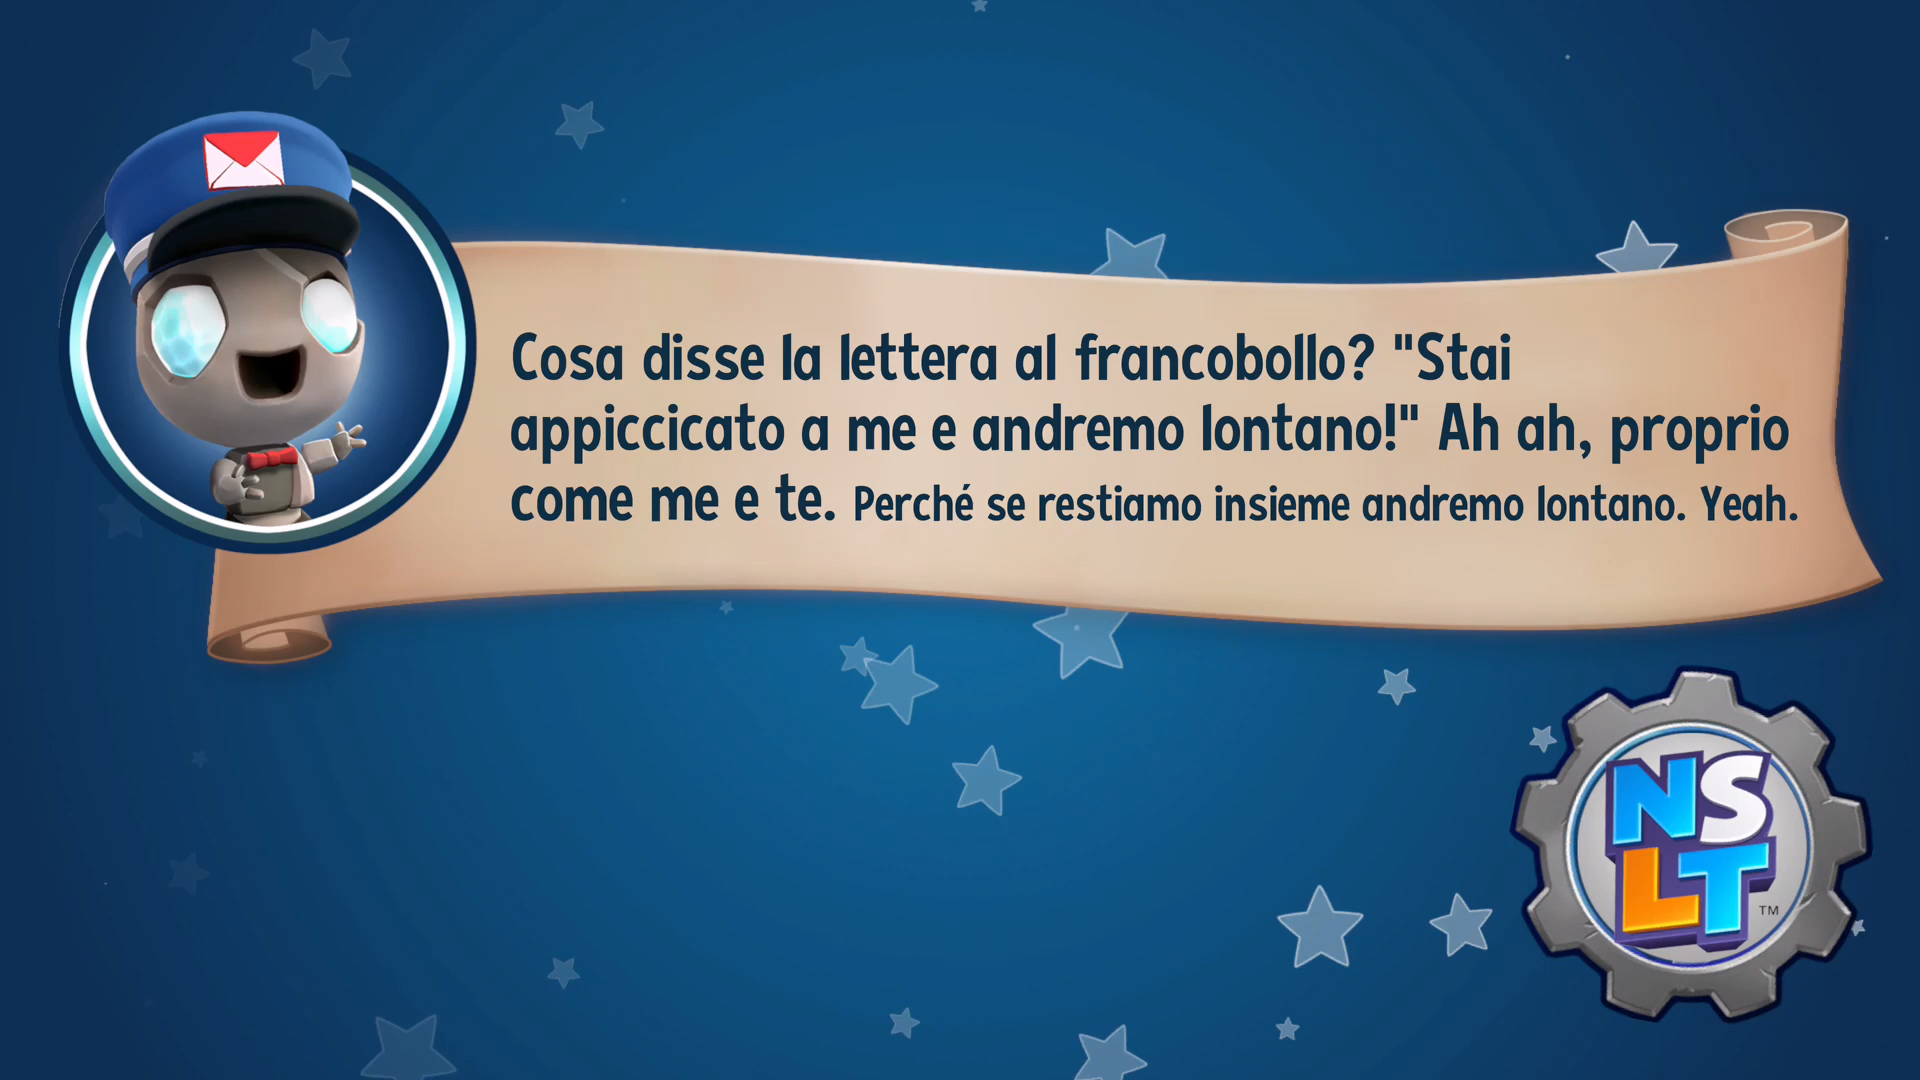 Cosa disse la lettera al francobollo? "Stai
appiccicato a me e andremo lontano!" Ah ah, proprio
come me e te. Perché se restiamo insieme andremo lontano. Yeah.
NS
LT
TM